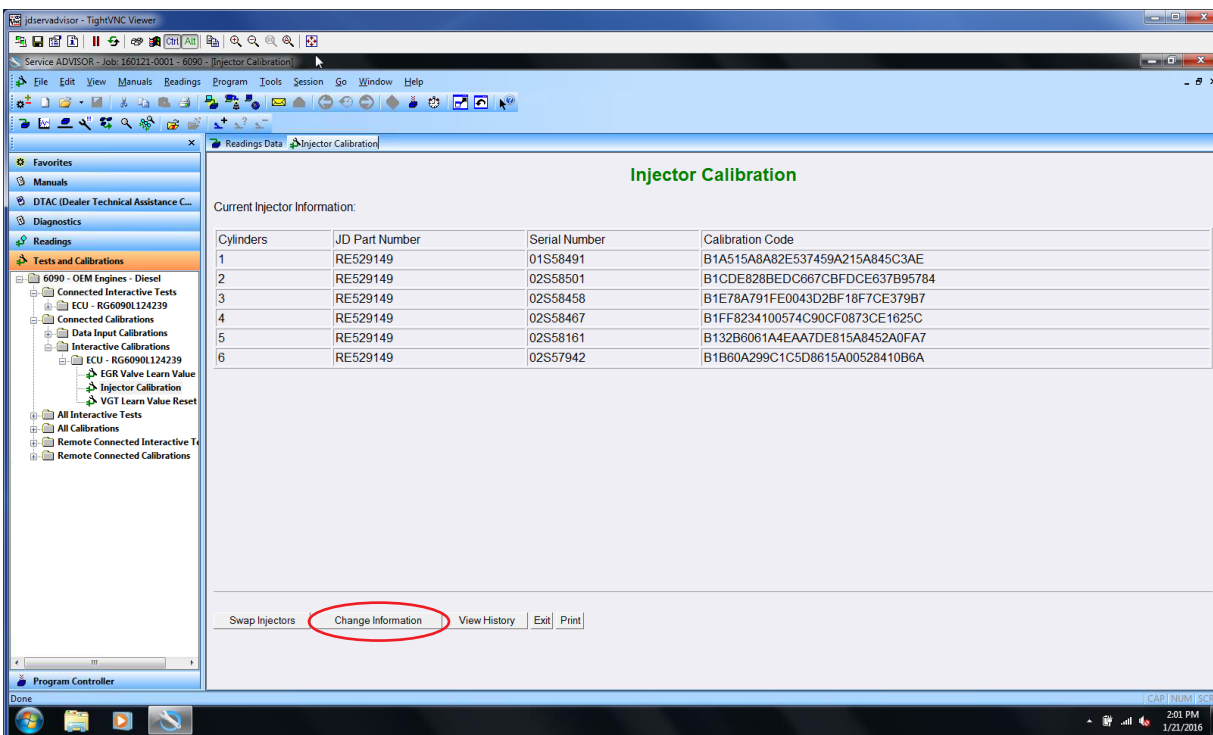 jdservadvisor - TightVNC Viewer
Ctrl Alt
Service ADVISOR - Job: 160121-0001 - 6090 - [Injector Calibration]
File Edit View Manuals Readings Program Tools Session Go Window Help
Readings Data Injector Calibration
Favorites
Manuals
DTAC (Dealer Technical Assistance C...
Diagnostics
Readings
Tests and Calibrations
6090 - OEM Engines - Diesel
Connected Interactive Tests
ECU - RG6090L124239
Connected Calibrations
Data Input Calibrations
Interactive Calibrations
ECU - RG6090L124239
EGR Valve Learn Value
Injector Calibration
VGT Learn Value Reset
All Interactive Tests
All Calibrations
Remote Connected Interactive Te
Remote Connected Calibrations
Program Controller
Injector Calibration
Current Injector Information:
Cylinders JD Part Number Serial Number Calibration Code
1 RE529149 01S58491 B1A515A8A82E537459A215A845C3AE
2 RE529149 02S58501 B1CDE828BEDC667CBFDCE637B95784
3 RE529149 02S58458 B1E78A791FE0043D2BF18F7CE379B7
4 RE529149 02S58467 B1FF8234100574C90CF0873CE1625C
5 RE529149 02S58161 B132B6061A4EAA7DE815A8452A0FA7
6 RE529149 02S57942 B1B60A299C1C5D8615A00528410B6A
Swap Injectors Change Information View History Exit Print
Done CAP NUM SCR
2:01 PM
1/21/2016